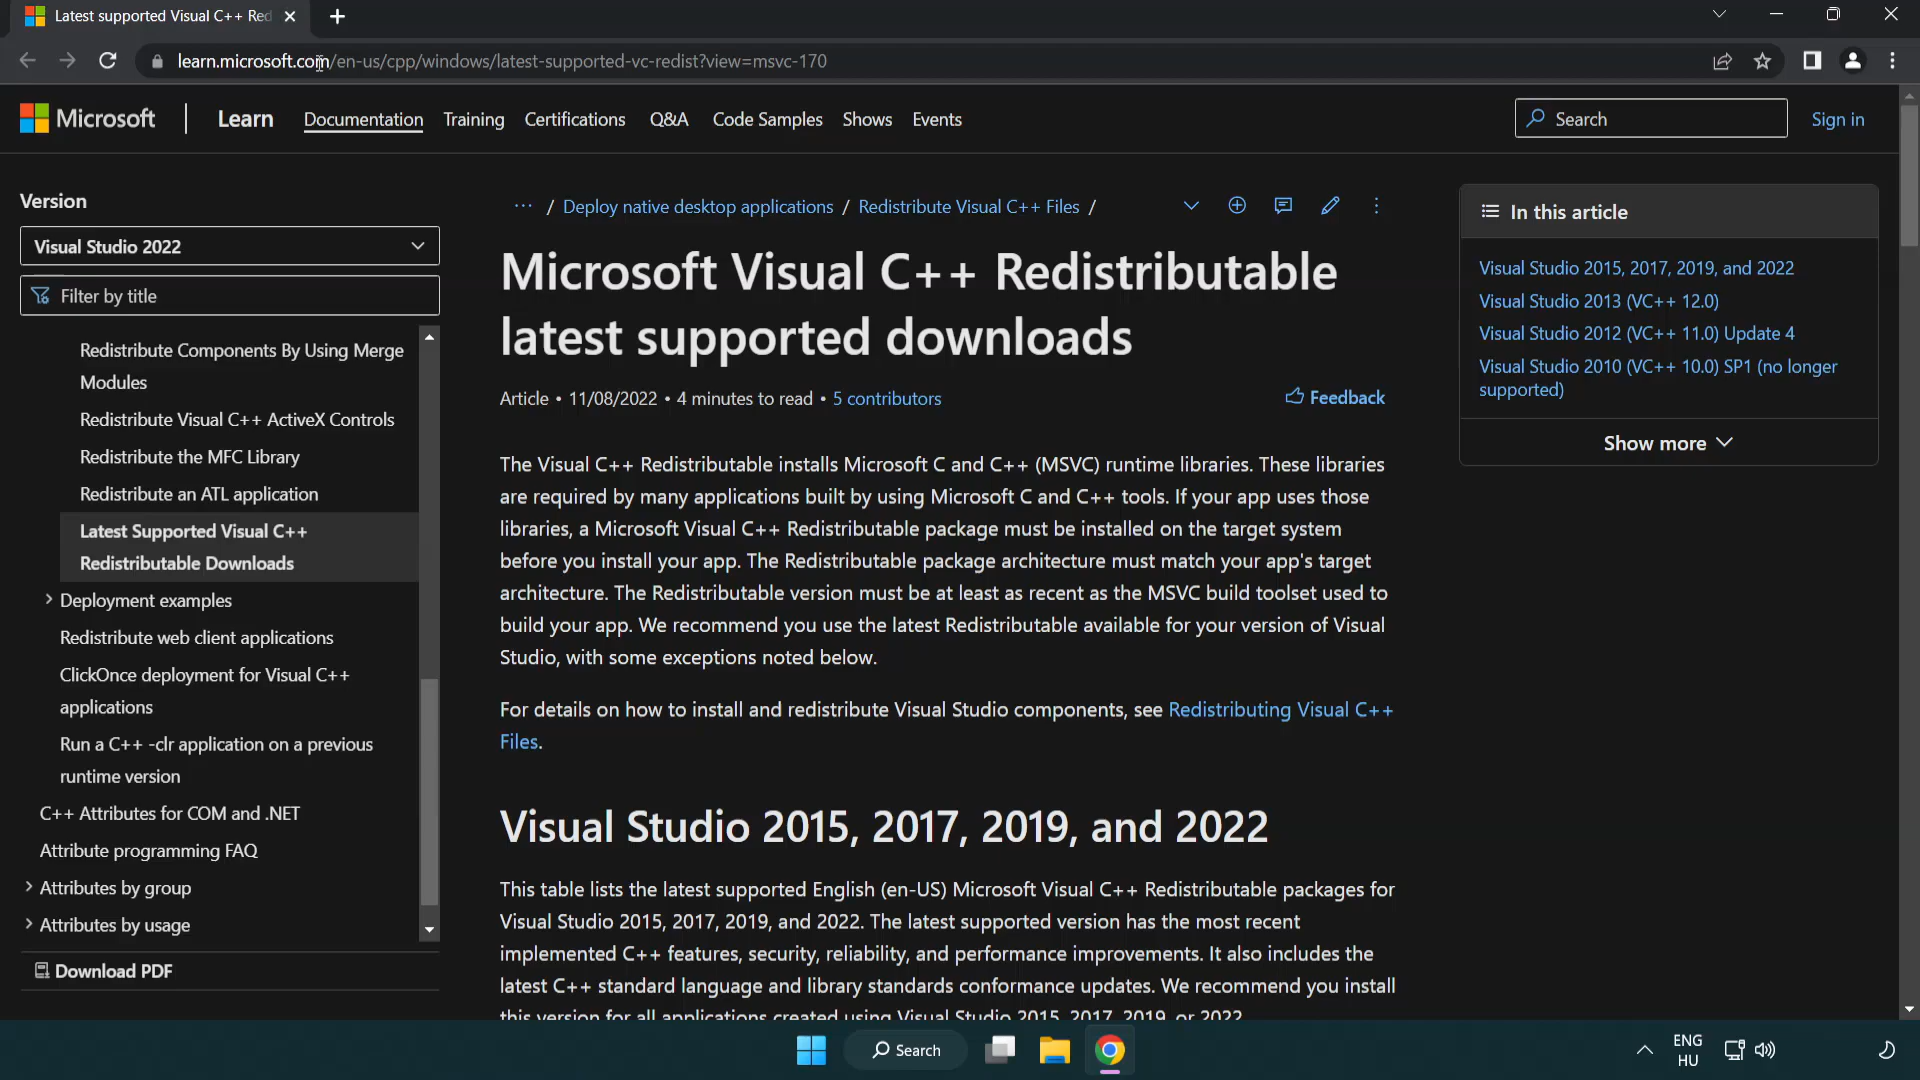 Latest supported Visual C++ Red
learn.microsoft.com/en-us/cpp/windows/latest-supported-vc-redist?view=msvc-170
Microsoft
Learn
Documentation
Training
Certifications
Q&A
Code Samples
Shows
Events
Search
Sign in
Version
Visual Studio 2022
Filter by title
Redistribute Components By Using Merge
Modules
Redistribute Visual C++ ActiveX Controls
Redistribute the MFC Library
Redistribute an ATL application
Latest Supported Visual C++
Redistributable Downloads
Deployment examples
Redistribute web client applications
ClickOnce deployment for Visual C++
applications
Run a C++ -clr application on a previous
runtime version
C++ Attributes for COM and .NET
Attribute programming FAQ
Attributes by group
Attributes by usage
Download PDF
··· / Deploy native desktop applications / Redistribute Visual C++ Files /
Microsoft Visual C++ Redistributable
latest supported downloads
Article • 11/08/2022 • 4 minutes to read • 5 contributors
Feedback
The Visual C++ Redistributable installs Microsoft C and C++ (MSVC) runtime libraries. These libraries
are required by many applications built by using Microsoft C and C++ tools. If your app uses those
libraries, a Microsoft Visual C++ Redistributable package must be installed on the target system
before you install your app. The Redistributable package architecture must match your app's target
architecture. The Redistributable version must be at least as recent as the MSVC build toolset used to
build your app. We recommend you use the latest Redistributable available for your version of Visual
Studio, with some exceptions noted below.
For details on how to install and redistribute Visual Studio components, see Redistributing Visual C++
Files.
Visual Studio 2015, 2017, 2019, and 2022
This table lists the latest supported English (en-US) Microsoft Visual C++ Redistributable packages for
Visual Studio 2015, 2017, 2019, and 2022. The latest supported version has the most recent
implemented C++ features, security, reliability, and performance improvements. It also includes the
latest C++ standard language and library standards conformance updates. We recommend you install
this version for all applications created using Visual Studio 2015, 2017, 2019, or 2022.
In this article
Visual Studio 2015, 2017, 2019, and 2022
Visual Studio 2013 (VC++ 12.0)
Visual Studio 2012 (VC++ 11.0) Update 4
Visual Studio 2010 (VC++ 10.0) SP1 (no longer
supported)
Show more
Search
ENG
HU